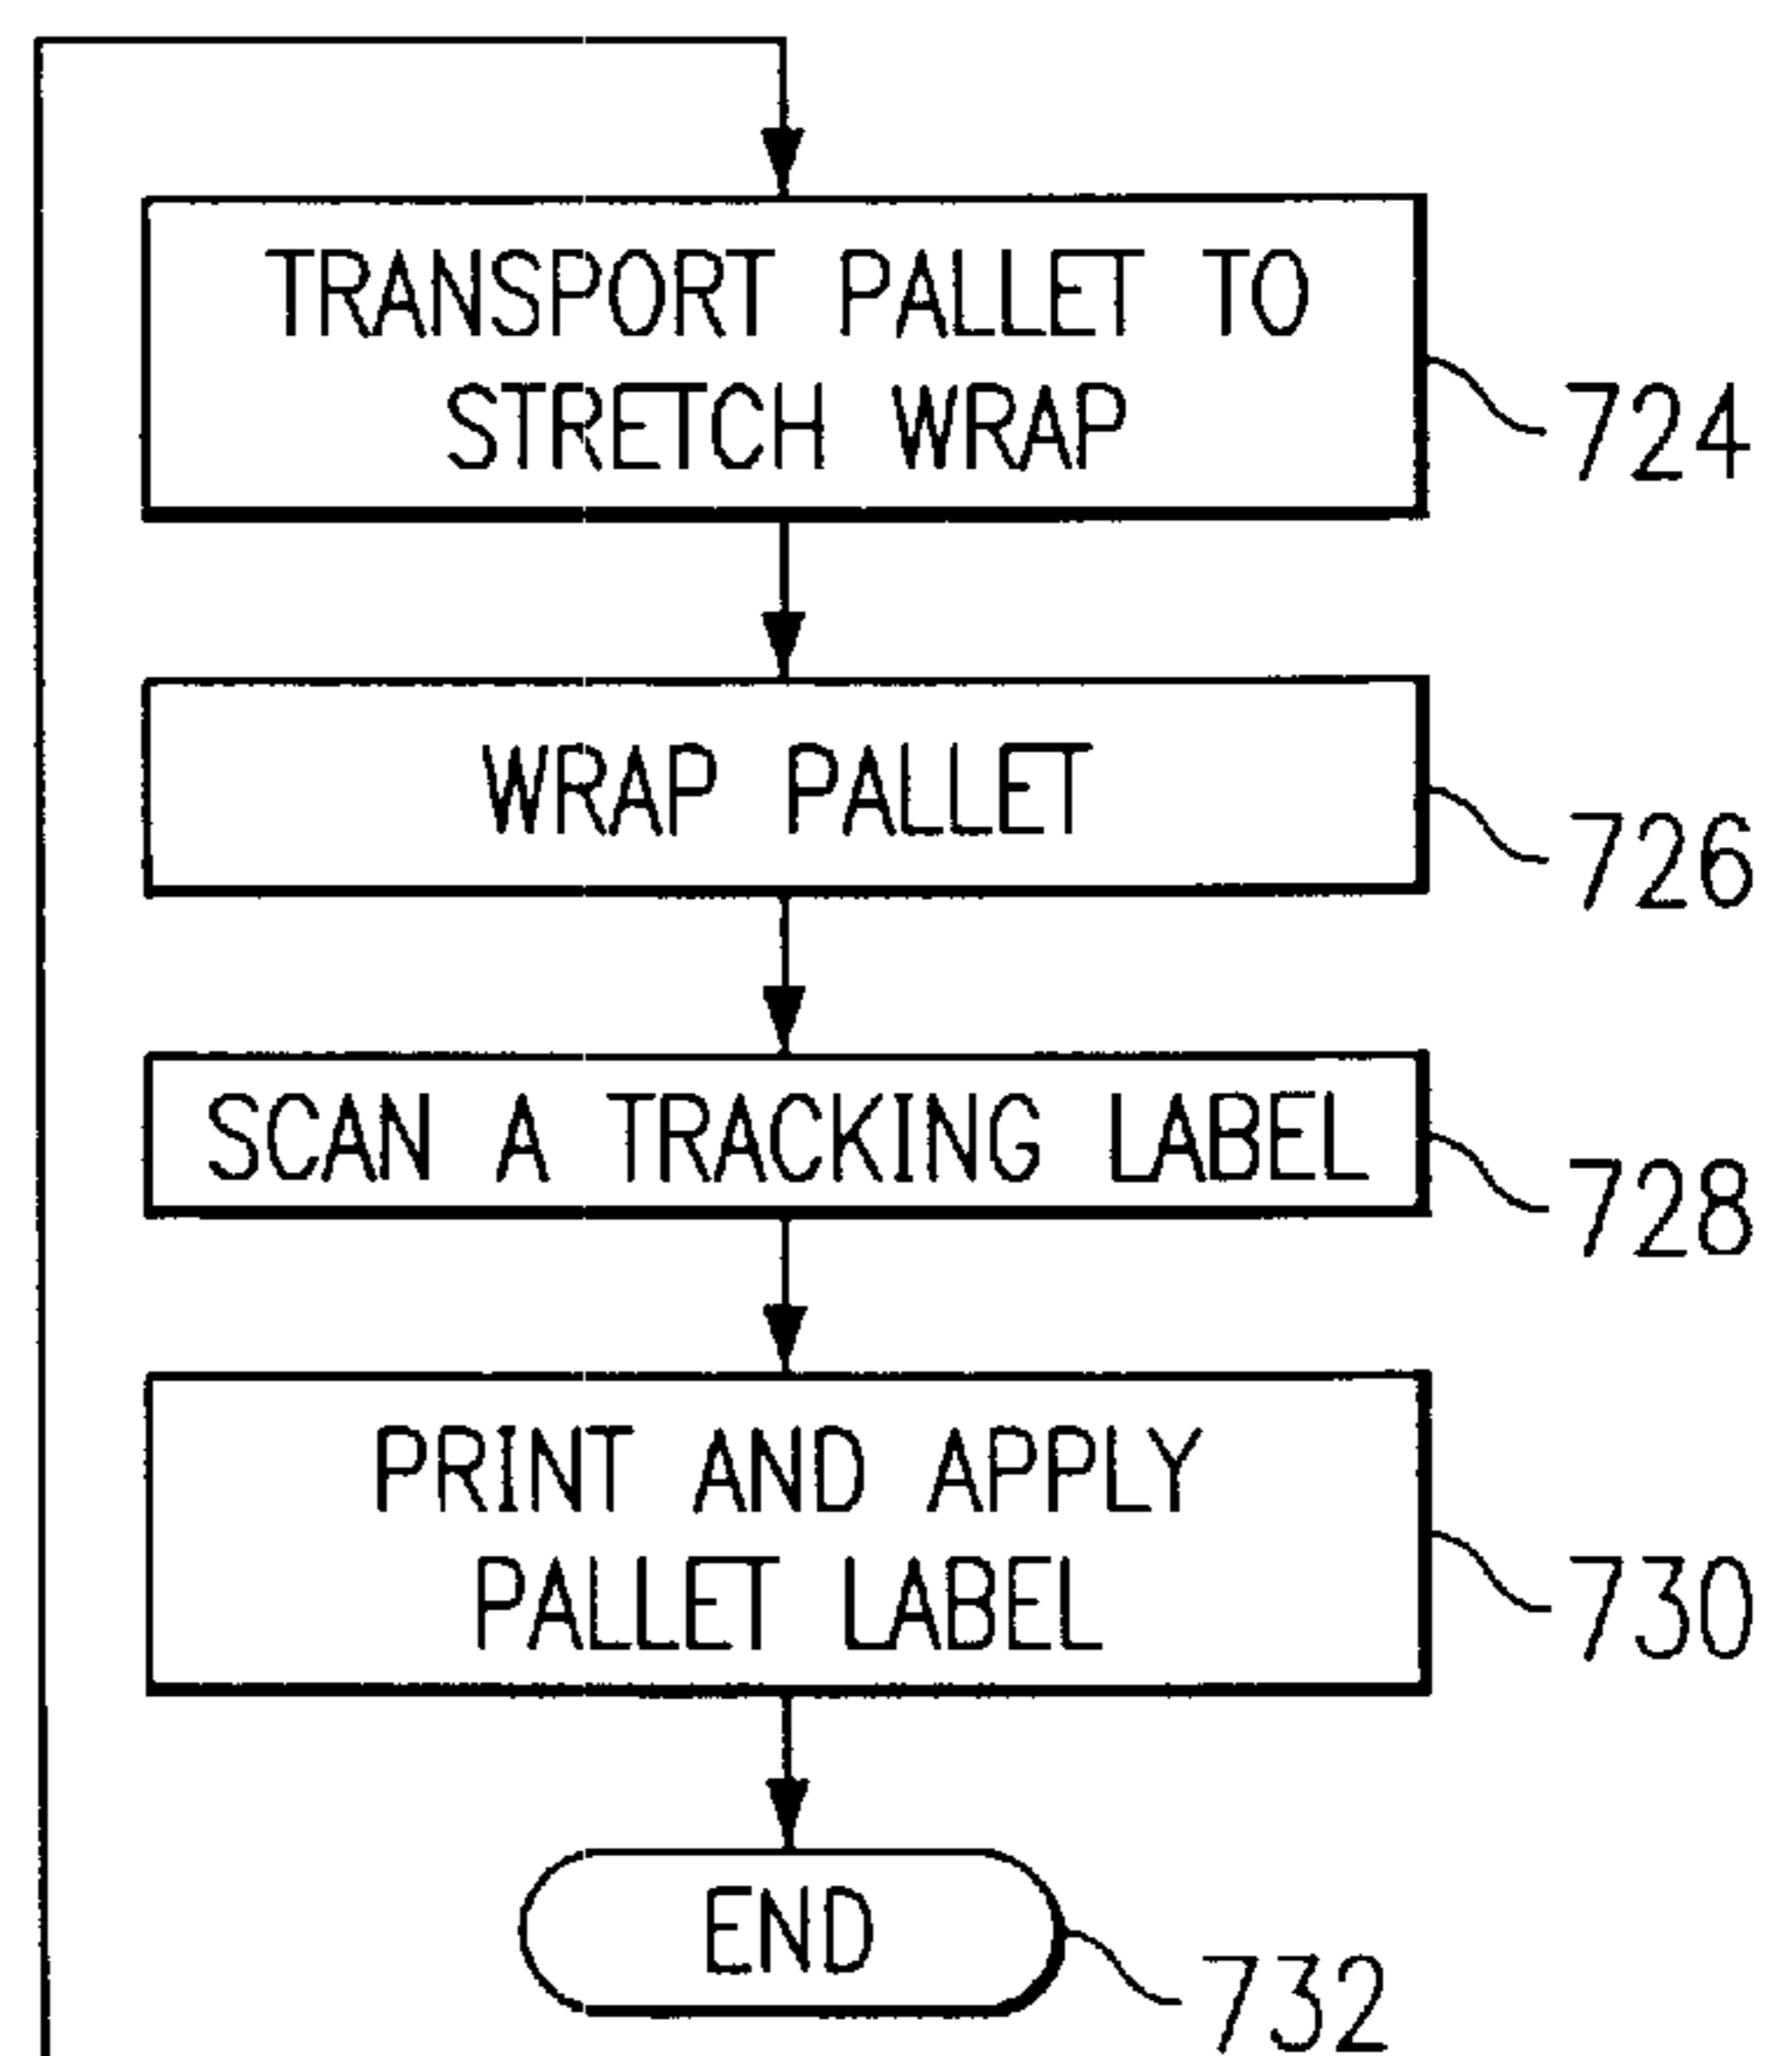 TRANSPORT PALLET TO
STRETCH WRAP
724
WRAP PALLET
726
SCAN A TRACKING LABEL
728
PRINT AND APPLY
PALLET LABEL
730
END
732